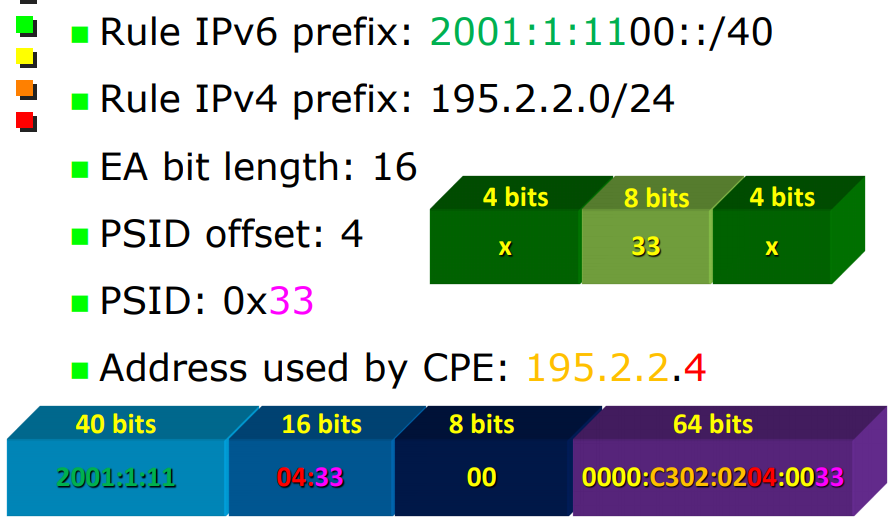 Rule IPv6 prefix: 2001:1:1100::/40
Rule IPv4 prefix: 195.2.2.0/24
EA bit length: 16
PSID offset: 4
4 bits 8 bits 4 bits
x 33 x
PSID: 0x33
Address used by CPE: 195.2.2.4
40 bits 16 bits 8 bits 64 bits
2001:1:11 04:33 00 0000:C302:0204:0033